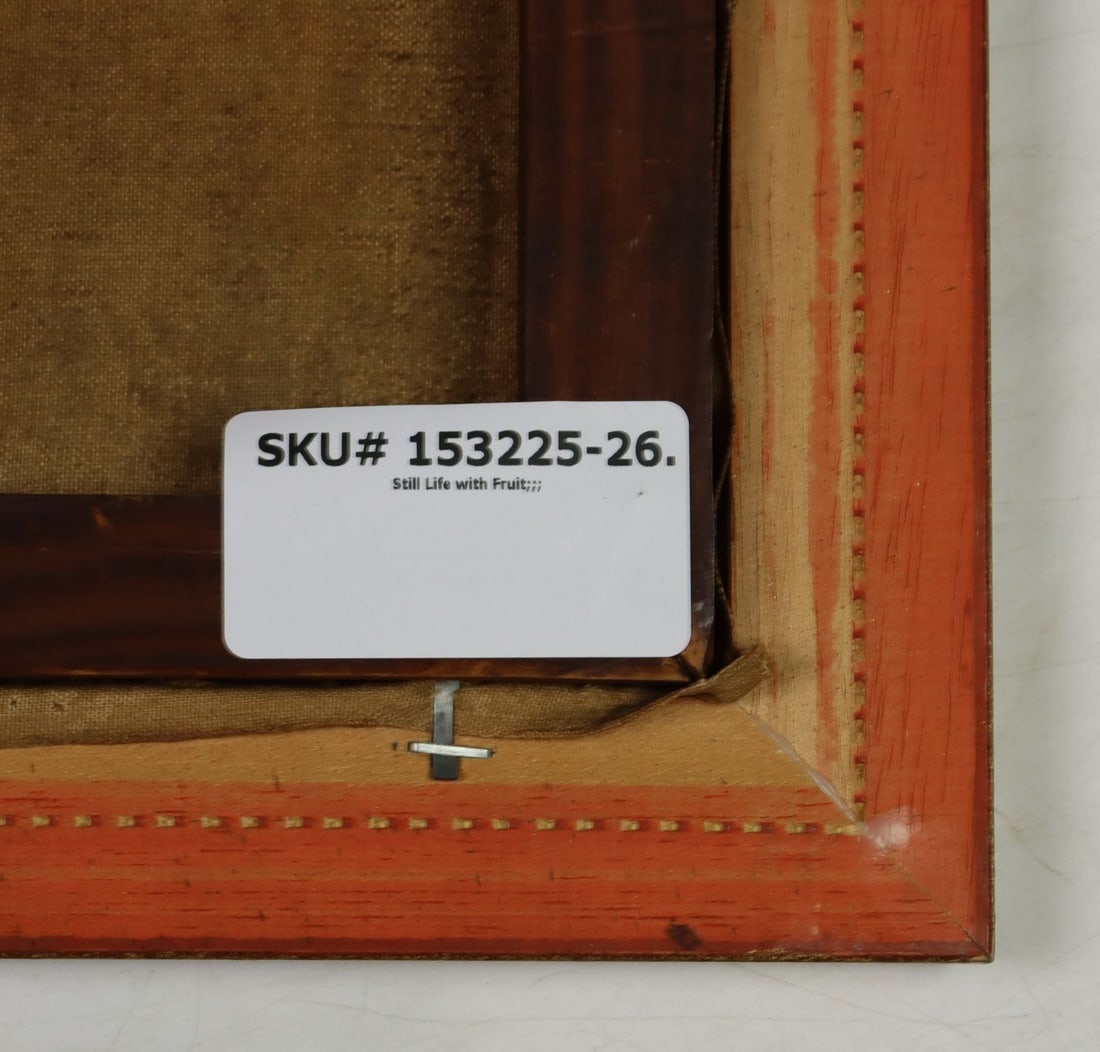 SKU# 153225-26.
Still Life with Fruit;;;